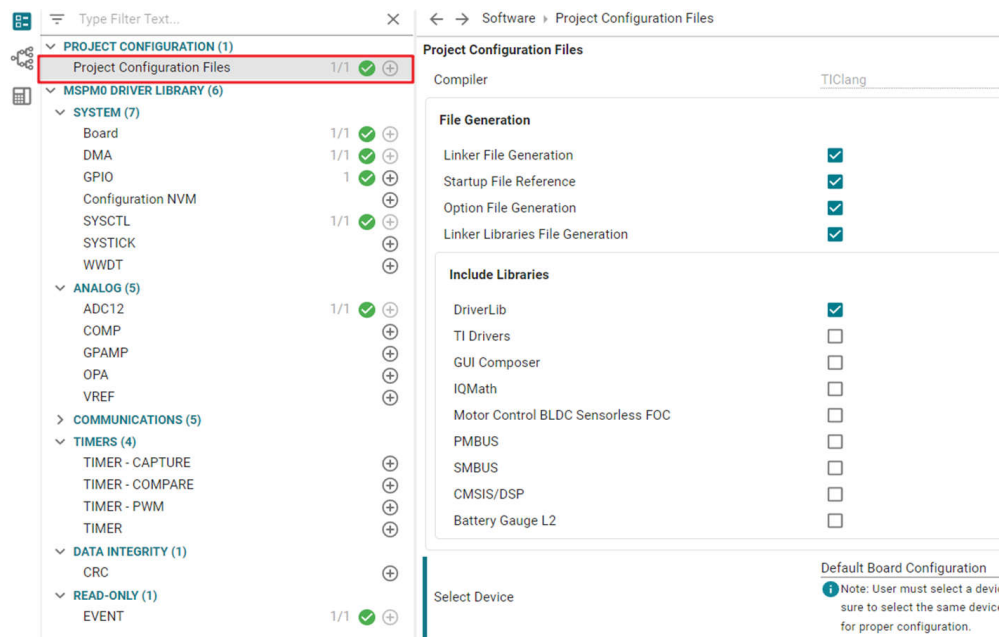 Type Filter Text...
PROJECT CONFIGURATION (1)
Project Configuration Files 1/1
MSPM0 DRIVER LIBRARY (6)
SYSTEM (7)
Board 1/1
DMA 1/1
GPIO 1
Configuration NVM
SYSCTL 1/1
SYSTICK
WWDT
ANALOG (5)
ADC12 1/1
COMP
GPAMP
OPA
VREF
COMMUNICATIONS (5)
TIMERS (4)
TIMER - CAPTURE
TIMER - COMPARE
TIMER - PWM
TIMER
DATA INTEGRITY (1)
CRC
READ-ONLY (1)
EVENT 1/1
Software Project Configuration Files
Project Configuration Files
Compiler TIClang
File Generation
Linker File Generation
Startup File Reference
Option File Generation
Linker Libraries File Generation
Include Libraries
DriverLib
TI Drivers
GUI Composer
IQMath
Motor Control BLDC Sensorless FOC
PMBUS
SMBUS
CMSIS/DSP
Battery Gauge L2
Default Board Configuration
Select Device
Note: User must select a devic
sure to select the same device
for proper configuration.